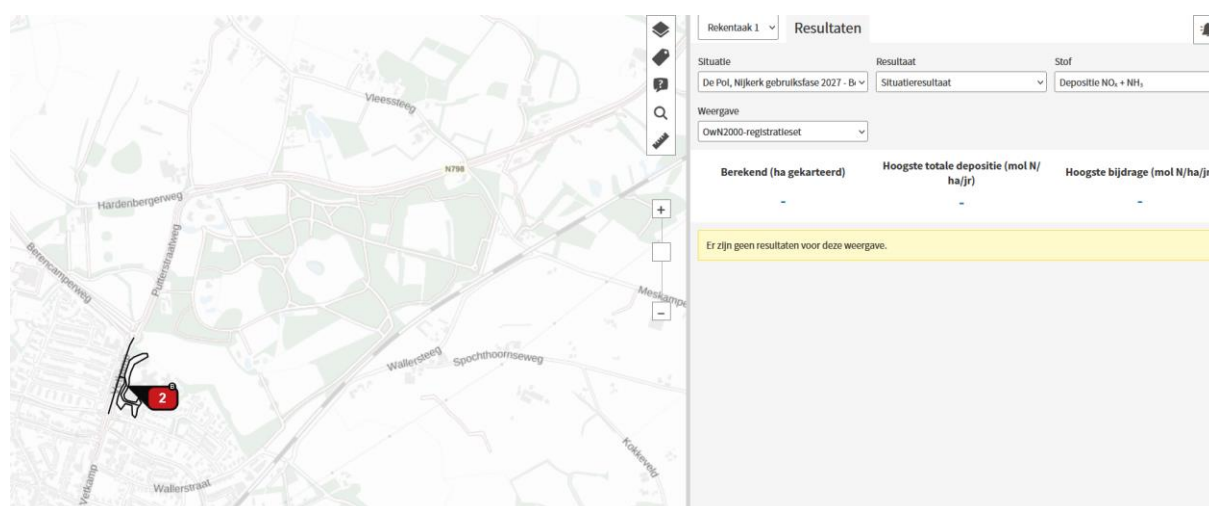 Vleessteeg
N798
Hardenbergerweg
Putterstraatweg
Berencamperweg
Wallersteeg
Spochthoornseweg
Kokkeveld
Vetkamp
Wallerstraat
2
B
+
−
Rekentaak 1
Resultaten
Situatie
Resultaat
Stof
De Pol, Nijkerk gebruiksfase 2027 - B
Situatieresultaat
Depositie NOₓ + NH₃
Weergave
OwN2000-registratieset
Berekend (ha gekarteerd)
Hoogste totale depositie (mol N/
ha/jr)
Hoogste bijdrage (mol N/ha/jr
-
-
-
Er zijn geen resultaten voor deze weergave.